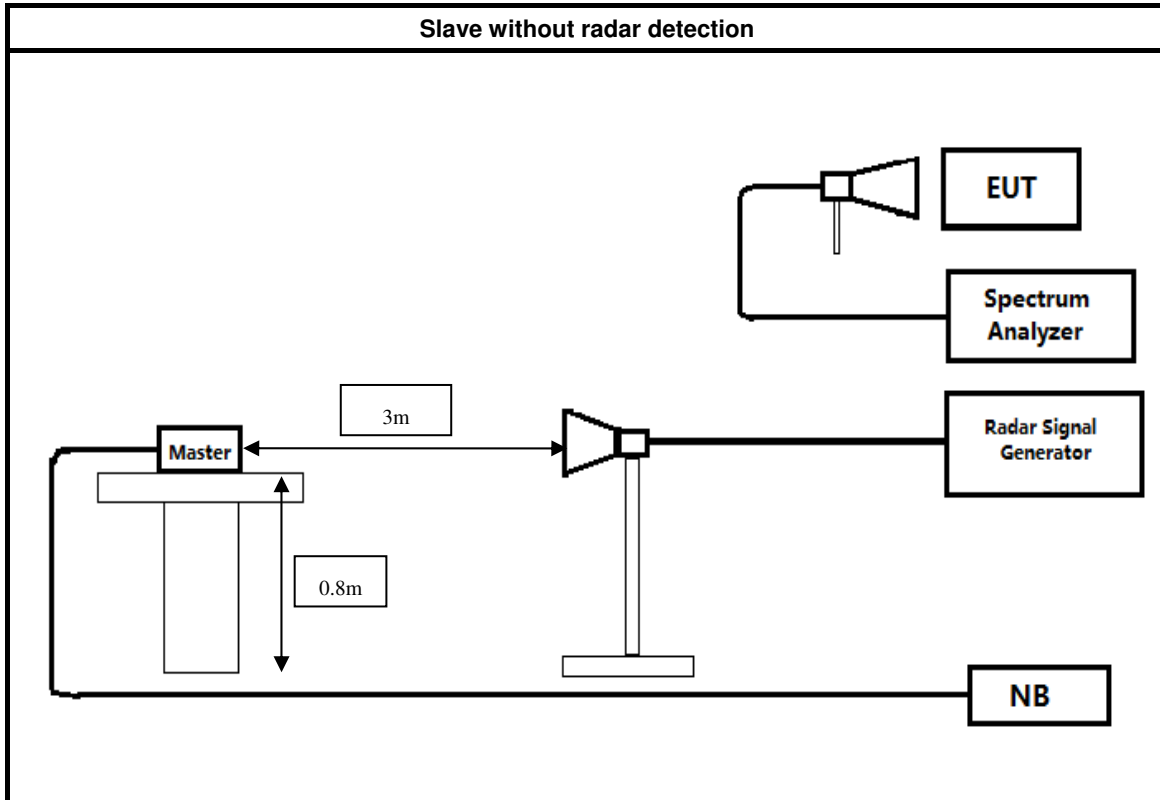 Slave without radar detection
EUT
Spectrum
Analyzer
3m
Radar Signal
Generator
Master
0.8m
NB